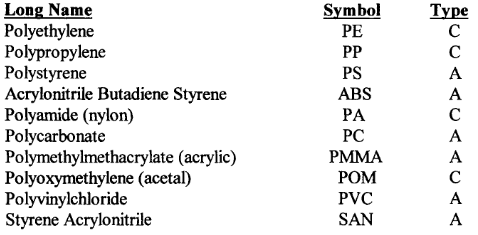 Long Name Symbol Type
Polyethylene PE C
Polypropylene PP C
Polystyrene PS A
Acrylonitrile Butadiene Styrene ABS A
Polyamide (nylon) PA C
Polycarbonate PC A
Polymethylmethacrylate (acrylic) PMMA A
Polyoxymethylene (acetal) POM C
Polyvinylchloride PVC A
Styrene Acrylonitrile SAN A